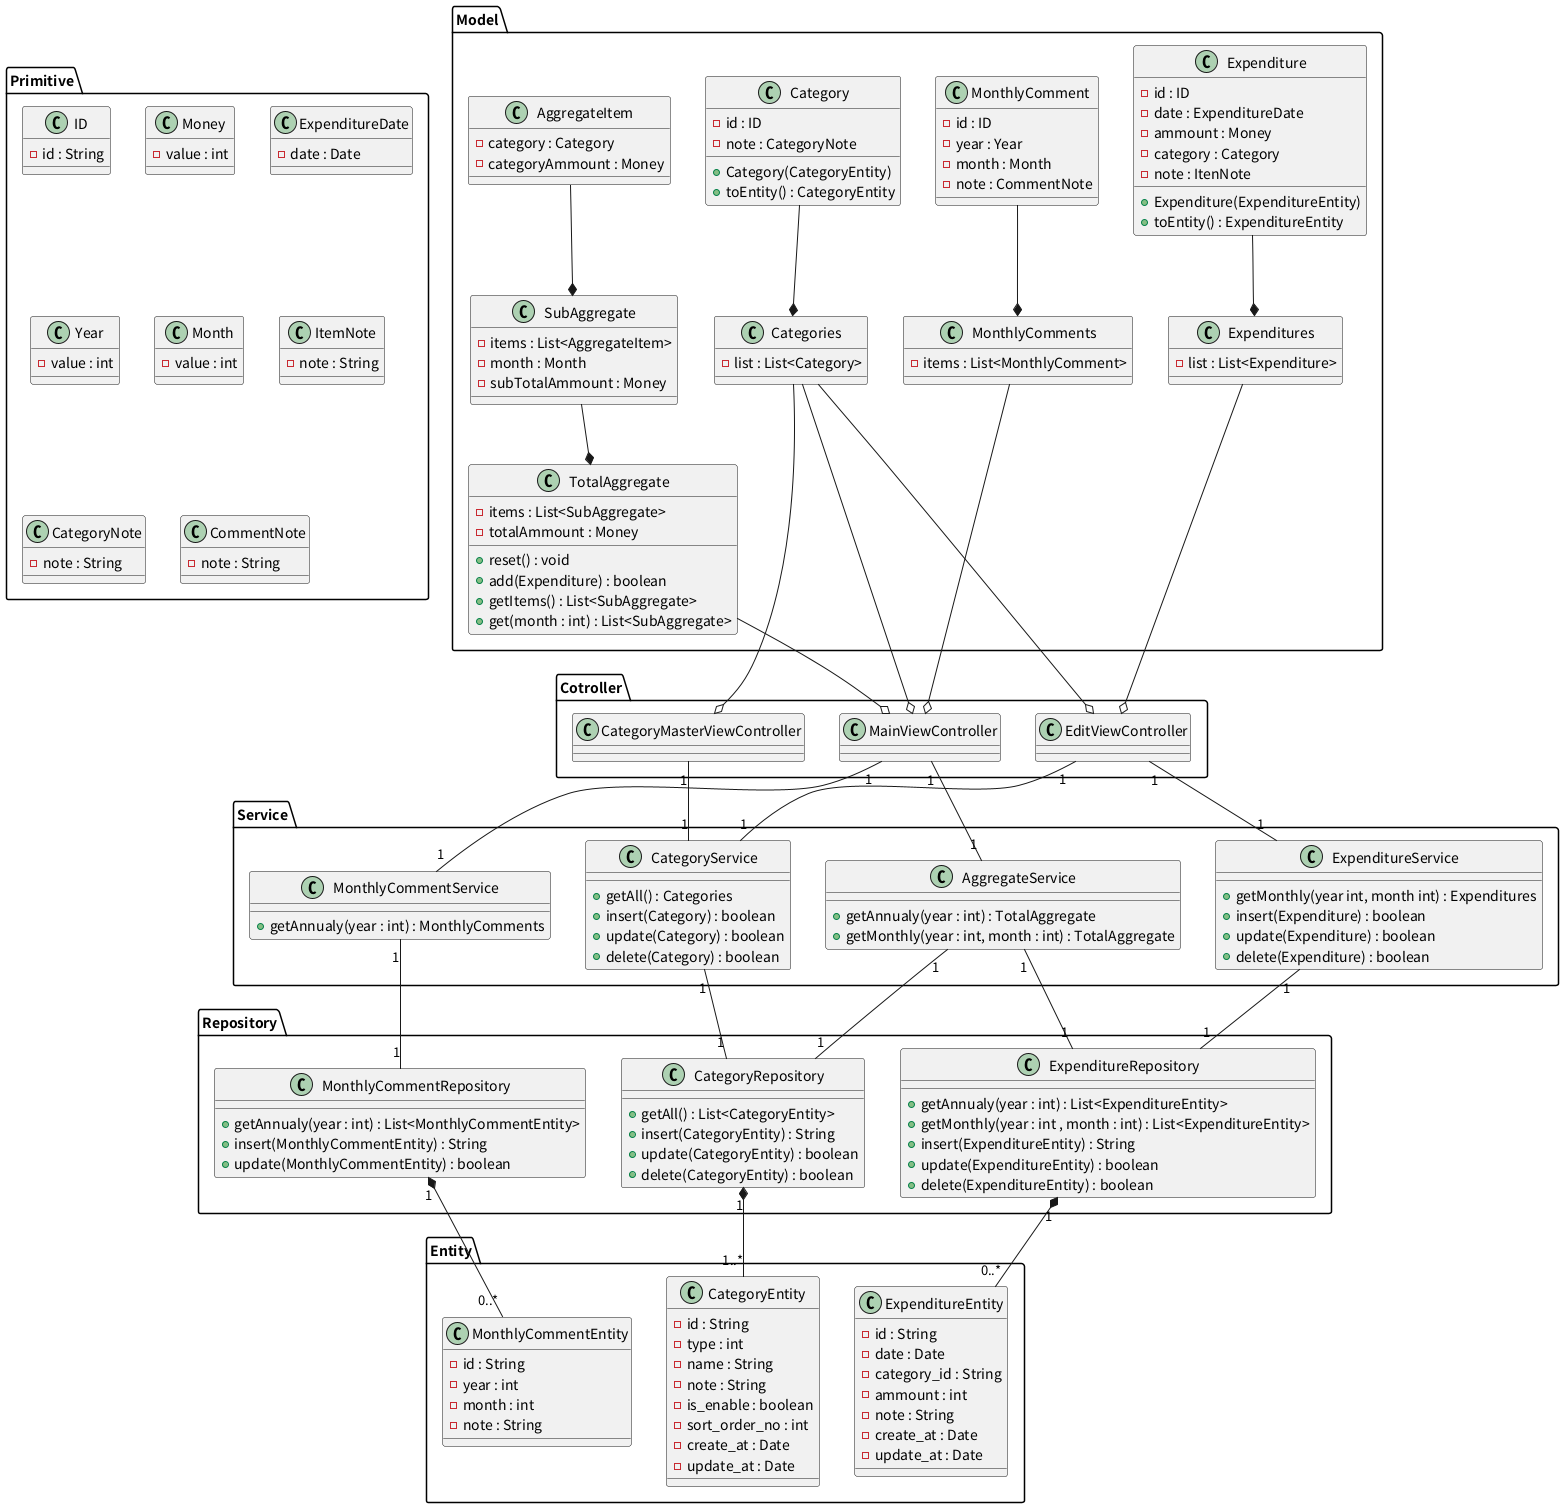 Primitive
C ID
id : String
C Money
value : int
C ExpenditureDate
date : Date
C Year
value : int
C Month
value : int
C ItemNote
note : String
C CategoryNote
note : String
C CommentNote
note : String
Model
C AggregateItem
category : Category
categoryAmmount : Money
C Category
id : ID
note : CategoryNote
Category(CategoryEntity)
toEntity() : CategoryEntity
C MonthlyComment
id : ID
year : Year
month : Month
note : CommentNote
C Expenditure
id : ID
date : ExpenditureDate
ammount : Money
category : Category
note : ItenNote
Expenditure(ExpenditureEntity)
toEntity() : ExpenditureEntity
C SubAggregate
items : List<AggregateItem>
month : Month
subTotalAmmount : Money
C Categories
list : List<Category>
C MonthlyComments
items : List<MonthlyComment>
C Expenditures
list : List<Expenditure>
C TotalAggregate
items : List<SubAggregate>
totalAmmount : Money
reset() : void
add(Expenditure) : boolean
getItems() : List<SubAggregate>
get(month : int) : List<SubAggregate>
Cotroller
C CategoryMasterViewController
C MainViewController
C EditViewController
1
1
1
1
1
Service
1
1
1
1
1
C MonthlyCommentService
getAnnualy(year : int) : MonthlyComments
C CategoryService
getAll() : Categories
insert(Category) : boolean
update(Category) : boolean
delete(Category) : boolean
C AggregateService
getAnnualy(year : int) : TotalAggregate
getMonthly(year : int, month : int) : TotalAggregate
C ExpenditureService
getMonthly(year int, month int) : Expenditures
insert(Expenditure) : boolean
update(Expenditure) : boolean
delete(Expenditure) : boolean
1
1
1
1
1
Repository
1
1
1
1
1
C MonthlyCommentRepository
getAnnualy(year : int) : List<MonthlyCommentEntity>
insert(MonthlyCommentEntity) : String
update(MonthlyCommentEntity) : boolean
C CategoryRepository
getAll() : List<CategoryEntity>
insert(CategoryEntity) : String
update(CategoryEntity) : boolean
delete(CategoryEntity) : boolean
C ExpenditureRepository
getAnnualy(year : int) : List<ExpenditureEntity>
getMonthly(year : int , month : int) : List<ExpenditureEntity>
insert(ExpenditureEntity) : String
update(ExpenditureEntity) : boolean
delete(ExpenditureEntity) : boolean
1
1
1
Entity
0..*
1..*
0..*
C MonthlyCommentEntity
id : String
year : int
month : int
note : String
C CategoryEntity
id : String
type : int
name : String
note : String
is_enable : boolean
sort_order_no : int
create_at : Date
update_at : Date
C ExpenditureEntity
id : String
date : Date
category_id : String
ammount : int
note : String
create_at : Date
update_at : Date